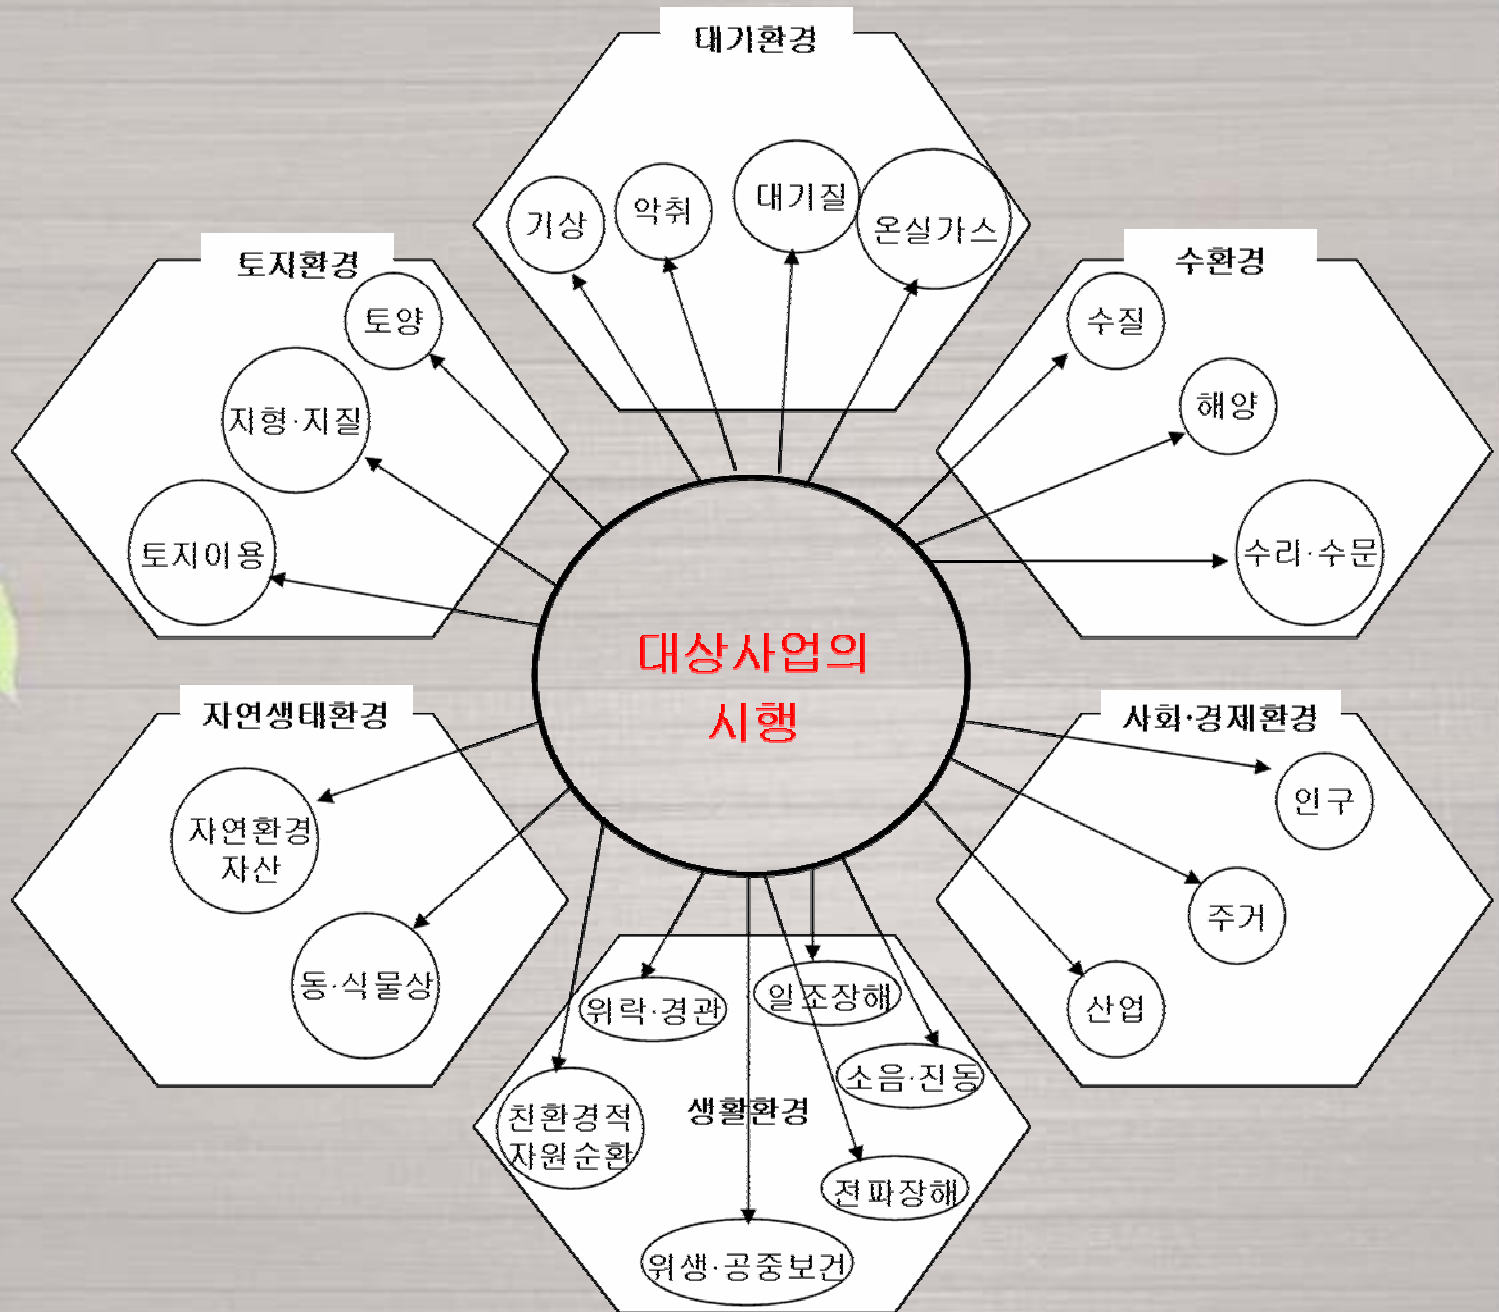 대기환경
기상
악취
대기질
온실가스
토지환경
토양
지형·지질
토지이용
수환경
수질
해양
수리·수문
대상사업의
시행
자연생태환경
자연환경
자산
동·식물상
사회·경제환경
인구
주거
산업
위락·경관
일조장해
소음·진동
생활환경
친환경적
자원순환
전파장해
위생·공중보건